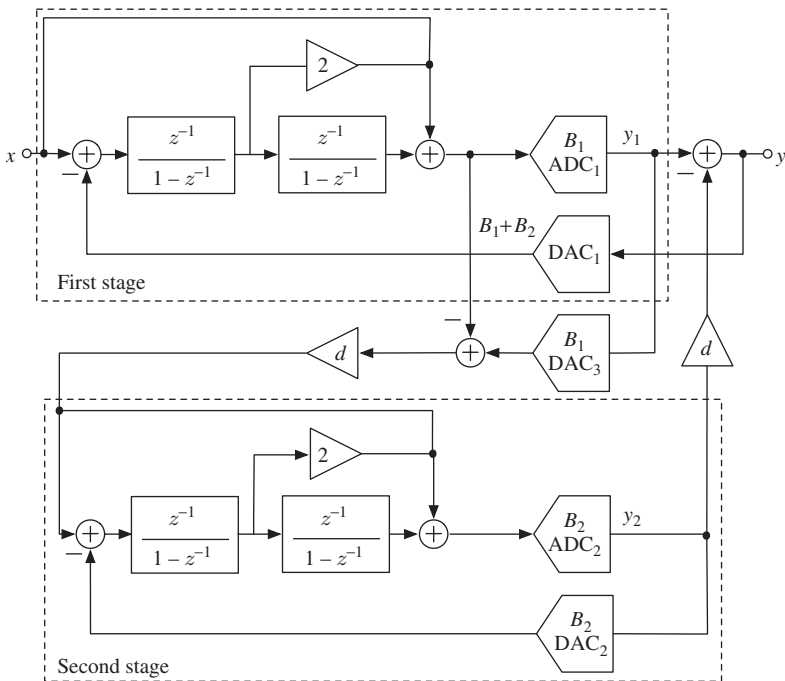 2
z⁻¹
1 − z⁻¹
z⁻¹
1 − z⁻¹
x
+
−
+
B₁
ADC₁
y₁
+
−
y
B₁+B₂
DAC₁
First stage
−
+
B₁
DAC₃
d
d
2
z⁻¹
1 − z⁻¹
z⁻¹
1 − z⁻¹
+
−
+
B₂
ADC₂
y₂
B₂
DAC₂
Second stage